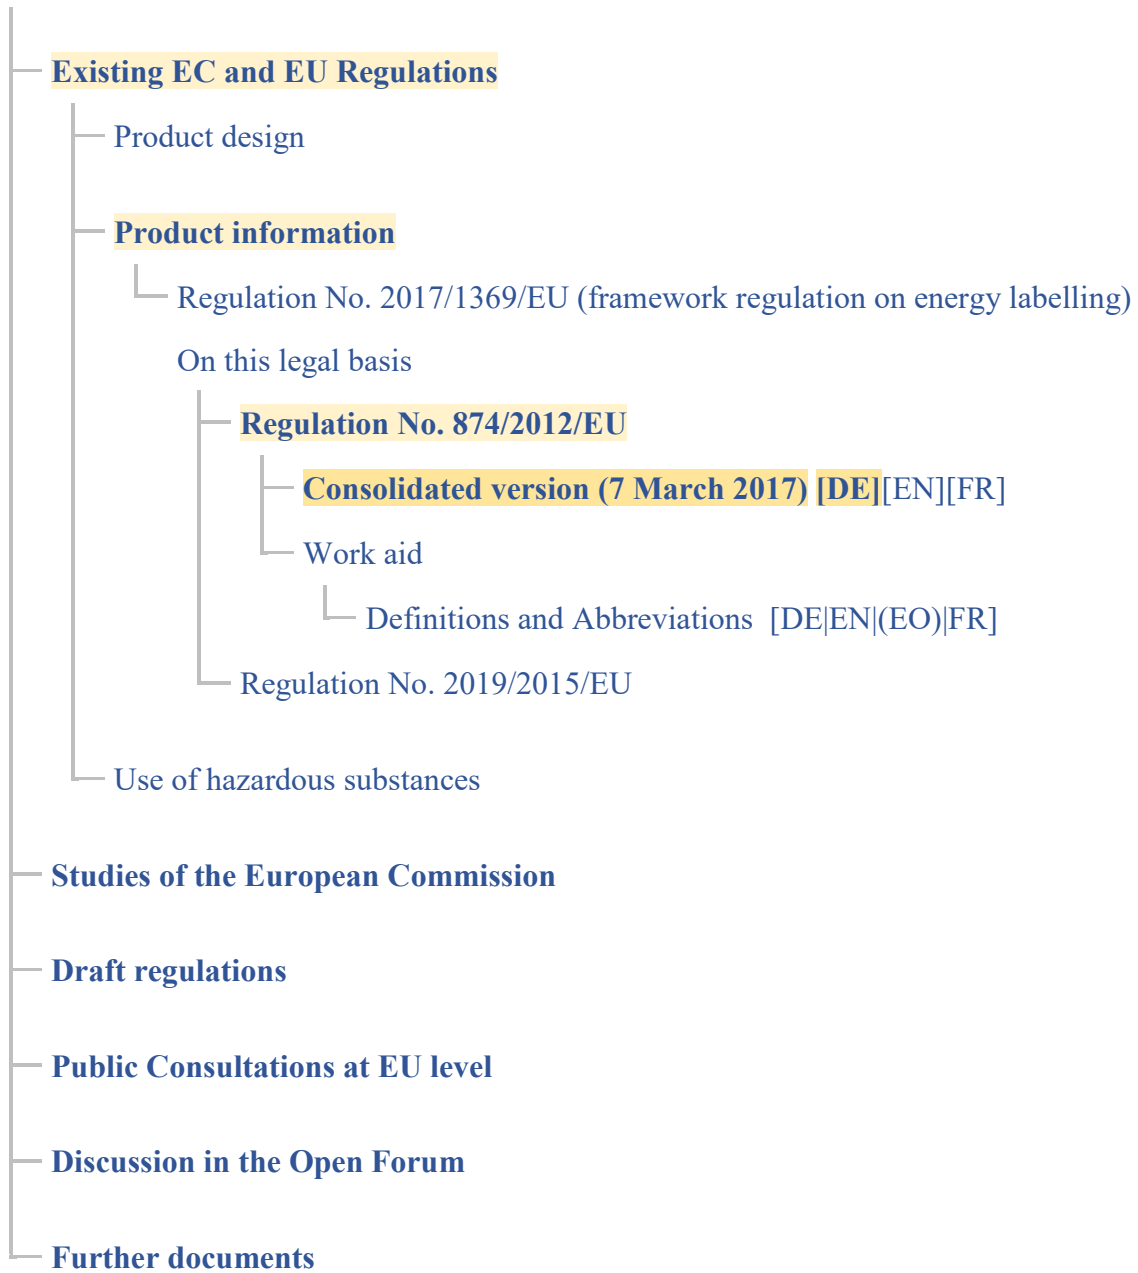 Existing EC and EU Regulations
Product design
Product information
Regulation No. 2017/1369/EU (framework regulation on energy labelling)
On this legal basis
Regulation No. 874/2012/EU
Consolidated version (7 March 2017) [DE][EN][FR]
Work aid
Definitions and Abbreviations [DE|EN|(EO)|FR]
Regulation No. 2019/2015/EU
Use of hazardous substances
Studies of the European Commission
Draft regulations
Public Consultations at EU level
Discussion in the Open Forum
Further documents